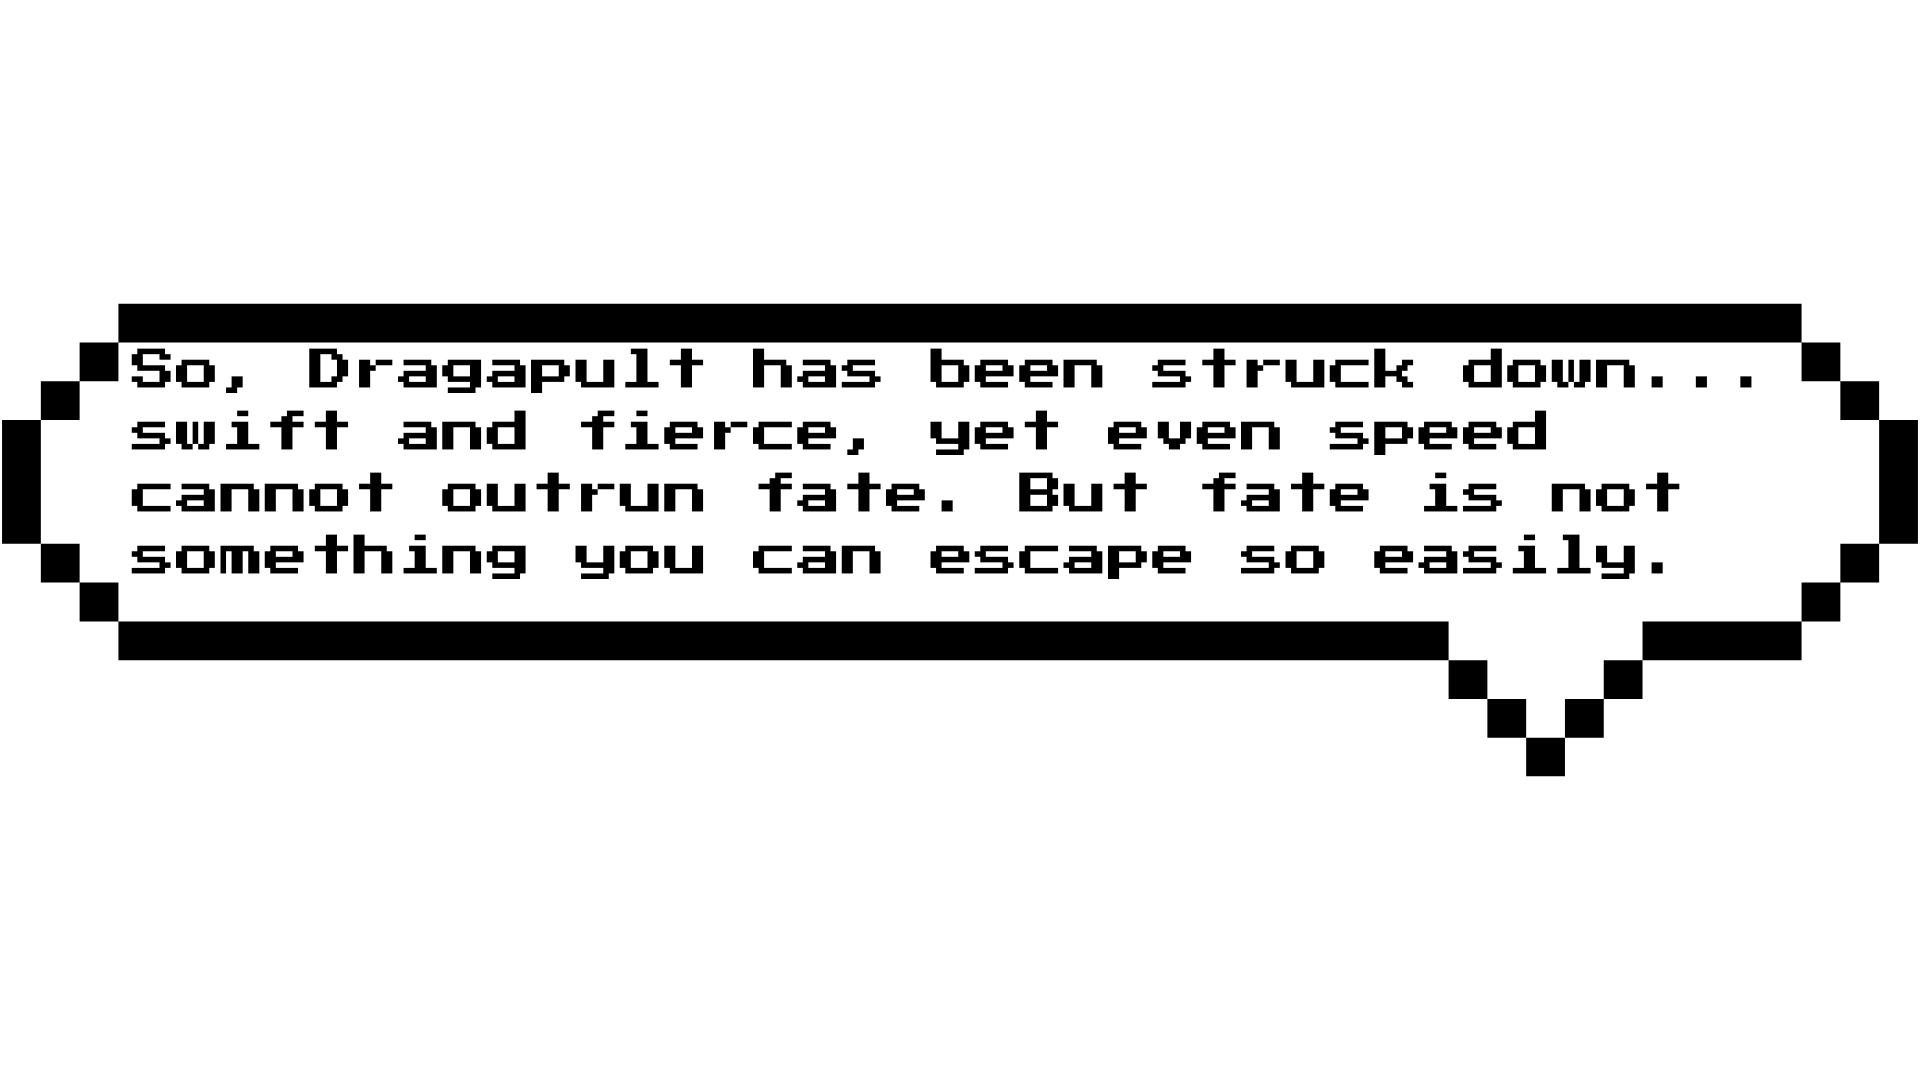 So, Dragapult has been struck down...
swift and fierce, yet even speed
cannot outrun fate. But fate is not
something you can escape so easily.